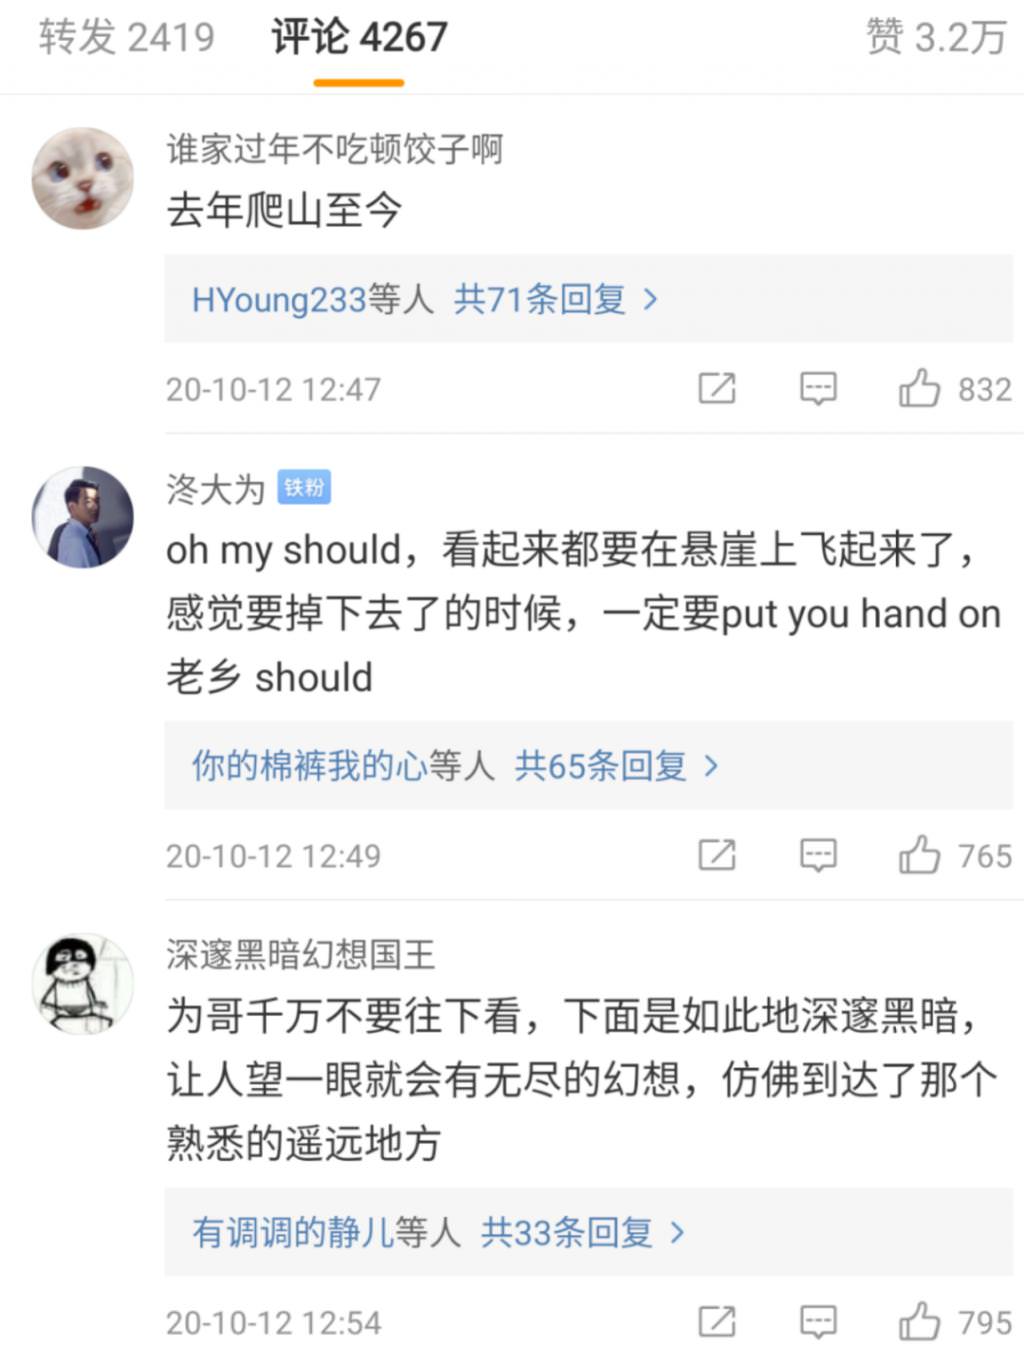 转发 2419 评论 4267 赞 3.2万
谁家过年不吃顿饺子啊
去年爬山至今
HYoung233等人 共71条回复 >
20-10-12 12:47 832
洛大为 铁粉
oh my should，看起来都要在悬崖上飞起来了，
感觉要掉下去了的时候，一定要put you hand on
老乡 should
你的棉裤我的心等人 共65条回复 >
20-10-12 12:49 765
深邃黑暗幻想国王
为哥千万不要往下看，下面是如此地深邃黑暗，
让人望一眼就会有无尽的幻想，仿佛到达了那个
熟悉的遥远地方
有调调的静儿等人 共33条回复 >
20-10-12 12:54 795